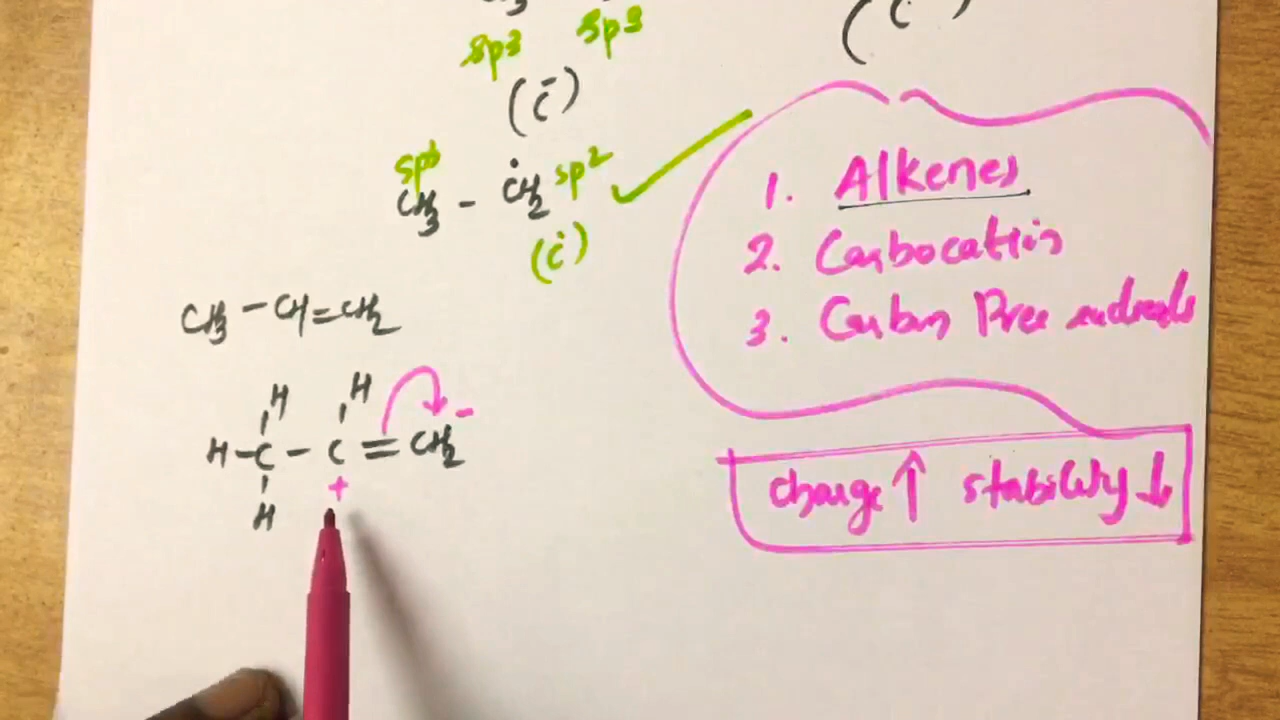 sp3 sp3
(C̄)
sp3 sp2
CH3 - ĊH2
(Ċ)
1. Alkenes
2. Carbocation
3. Carbon Free radicals
CH3 - CH = CH2
H H
H - C - C = CH2 -
+
H
charge ↑ stability ↓